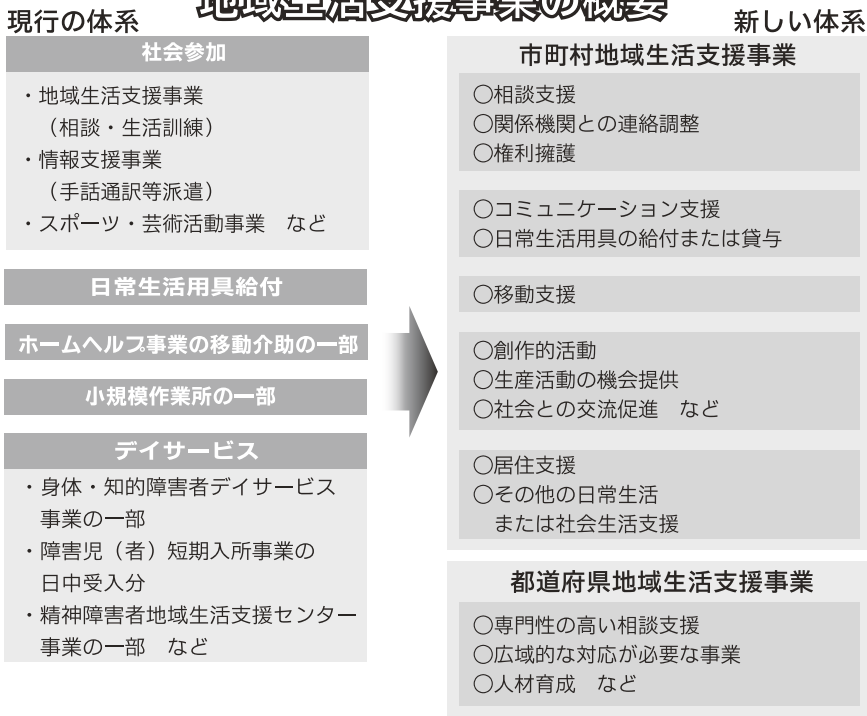 地域生活支援事業の概要
現行の体系
社会参加
・地域生活支援事業
（相談・生活訓練）
・情報支援事業
（手話通訳等派遣）
・スポーツ・芸術活動事業　など
日常生活用具給付
ホームヘルプ事業の移動介助の一部
小規模作業所の一部
デイサービス
・身体・知的障害者デイサービス
事業の一部
・障害児（者）短期入所事業の
日中受入分
・精神障害者地域生活支援センター
事業の一部　など
新しい体系
市町村地域生活支援事業
○相談支援
○関係機関との連絡調整
○権利擁護
○コミュニケーション支援
○日常生活用具の給付または貸与
○移動支援
○創作的活動
○生産活動の機会提供
○社会との交流促進　など
○居住支援
○その他の日常生活
または社会生活支援
都道府県地域生活支援事業
○専門性の高い相談支援
○広域的な対応が必要な事業
○人材育成　など